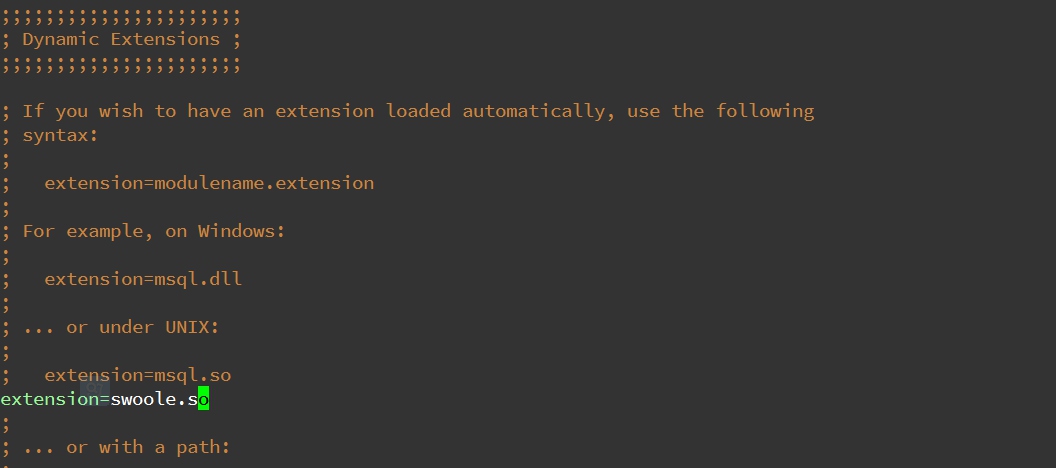 ;;;;;;;;;;;;;;;;;;;;;;
; Dynamic Extensions ;
;;;;;;;;;;;;;;;;;;;;;;
; If you wish to have an extension loaded automatically, use the following
; syntax:
;
;   extension=modulename.extension
;
; For example, on Windows:
;
;   extension=msql.dll
;
; ... or under UNIX:
;
;   extension=msql.so
extension=swoole.so
;
; ... or with a path: